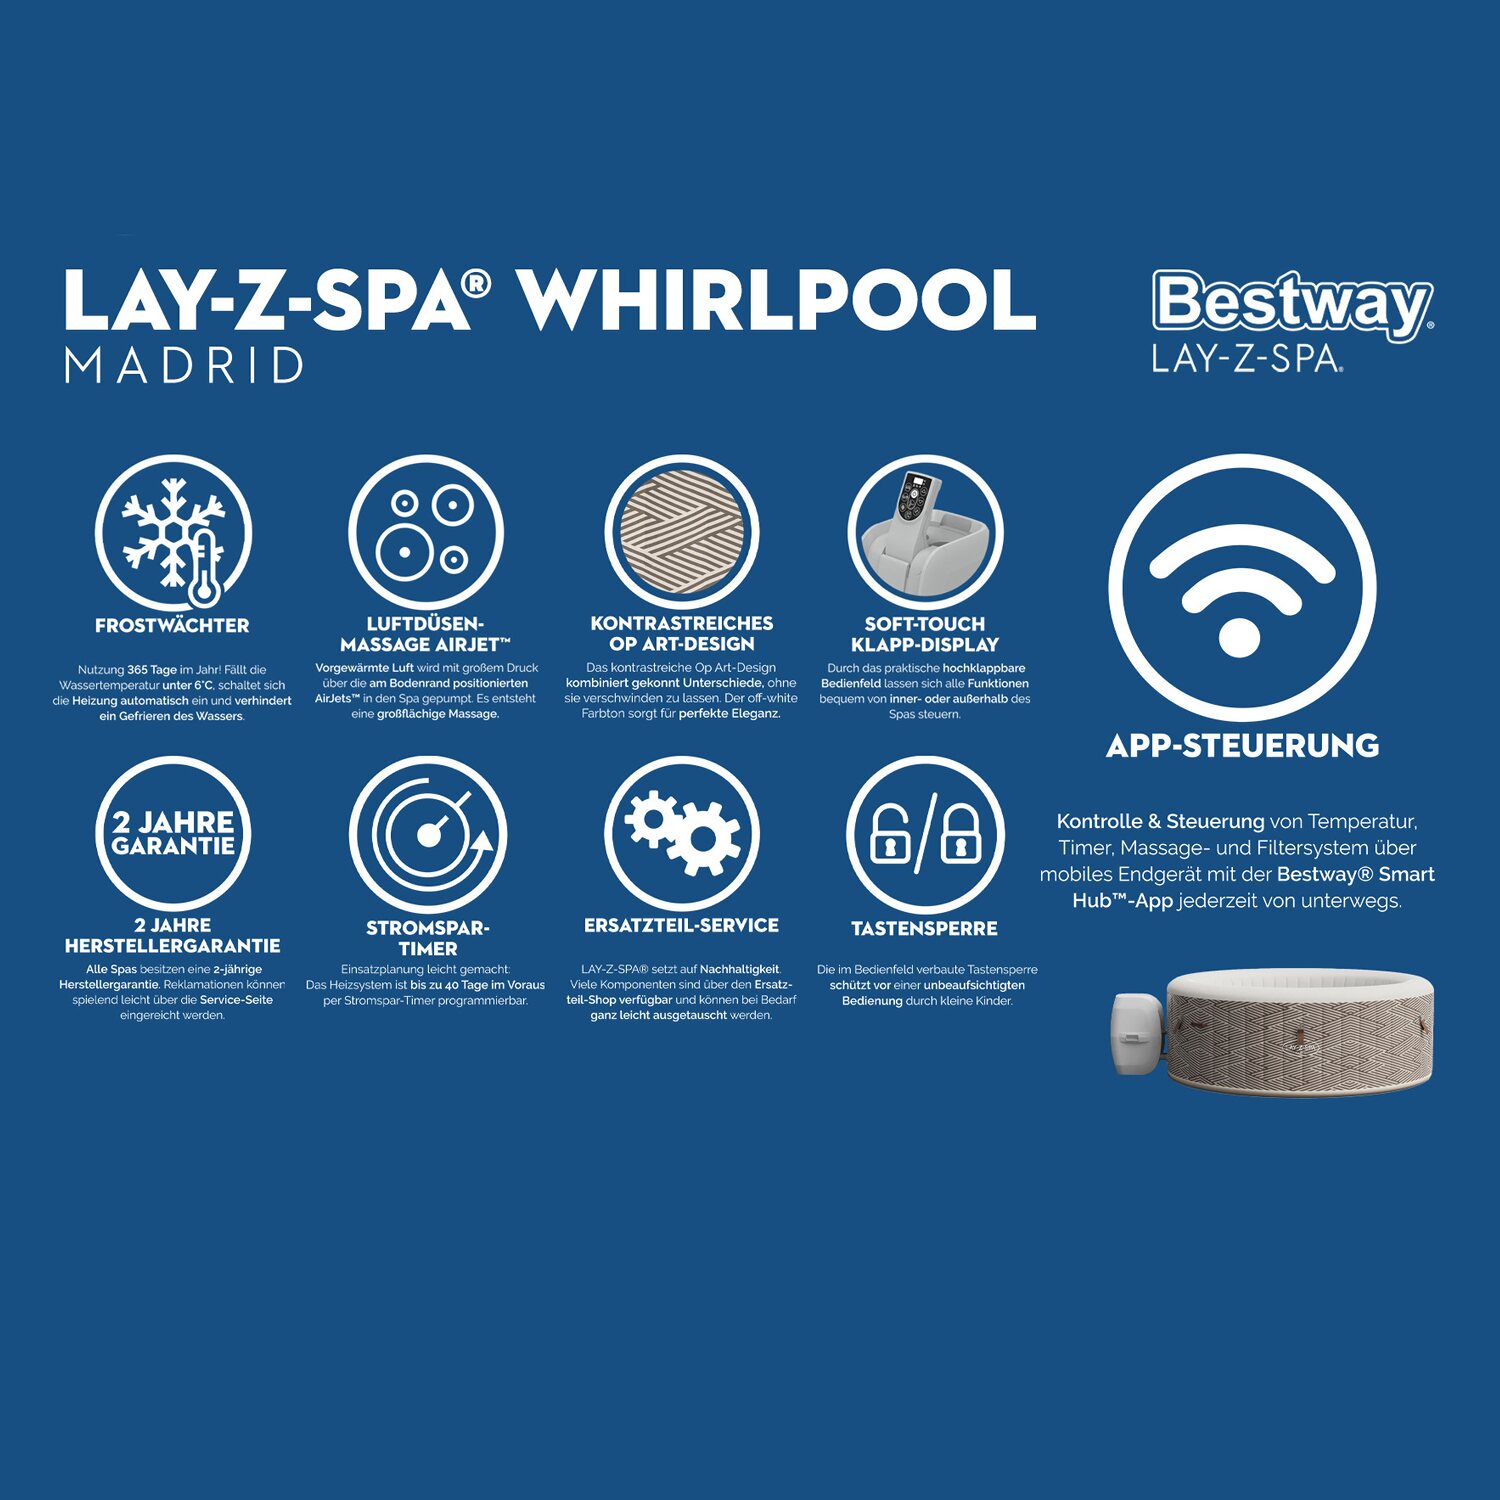 LAY-Z-SPA® WHIRLPOOL
MADRID
Bestway®
LAY-Z-SPA®
FROSTWÄCHTER
Nutzung 365 Tage im Jahr! Fällt die
Wassertemperatur unter 6°C, schaltet sich
die Heizung automatisch ein und verhindert
ein Gefrieren des Wassers.
LUFTDÜSEN-
MASSAGE AIRJET™
Vorgewärmte Luft wird mit großem Druck
über die am Bodenrand positionierten
AirJets™ in den Spa gepumpt. Es entsteht
eine großflächige Massage.
KONTRASTREICHES
OP ART-DESIGN
Das kontrastreiche Op Art-Design
kombiniert gekonnt Unterschiede, ohne
sie verschwinden zu lassen. Der off-white
Farbton sorgt für perfekte Eleganz.
SOFT-TOUCH
KLAPP-DISPLAY
Durch das praktische hochklappbare
Bedienfeld lassen sich alle Funktionen
bequem von inner- oder außerhalb des
Spas steuern.
APP-STEUERUNG
Kontrolle & Steuerung von Temperatur,
Timer, Massage- und Filtersystem über
mobiles Endgerät mit der Bestway® Smart
Hub™-App jederzeit von unterwegs.
2 JAHRE
GARANTIE
2 JAHRE
HERSTELLERGARANTIE
Alle Spas besitzen eine 2-jährige
Herstellergarantie. Reklamationen können
spielend leicht über die Service-Seite
eingereicht werden.
STROMSPAR-
TIMER
Einsatzplanung leicht gemacht:
Das Heizsystem ist bis zu 40 Tage im Voraus
per Stromspar-Timer programmierbar.
ERSATZTEIL-SERVICE
LAY-Z-SPA® setzt auf Nachhaltigkeit.
Viele Komponenten sind über den Ersatz-
teil-Shop verfügbar und können bei Bedarf
ganz leicht ausgetauscht werden.
TASTENSPERRE
Die im Bedienfeld verbaute Tastensperre
schützt vor einer unbeaufsichtigten
Bedienung durch kleine Kinder.
LAY-Z-SPA